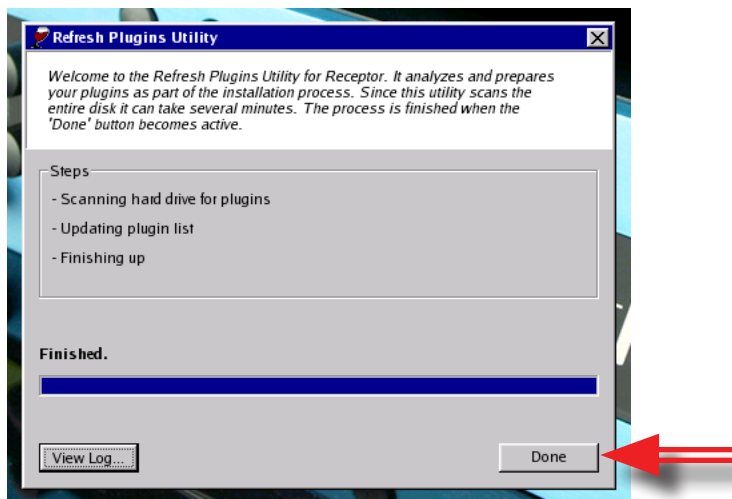 Refresh Plugins Utility
Welcome to the Refresh Plugins Utility for Receptor. It analyzes and prepares
your plugins as part of the installation process. Since this utility scans the
entire disk it can take several minutes. The process is finished when the
'Done' button becomes active.
Steps
- Scanning hard drive for plugins
- Updating plugin list
- Finishing up
Finished.
View Log...
Done